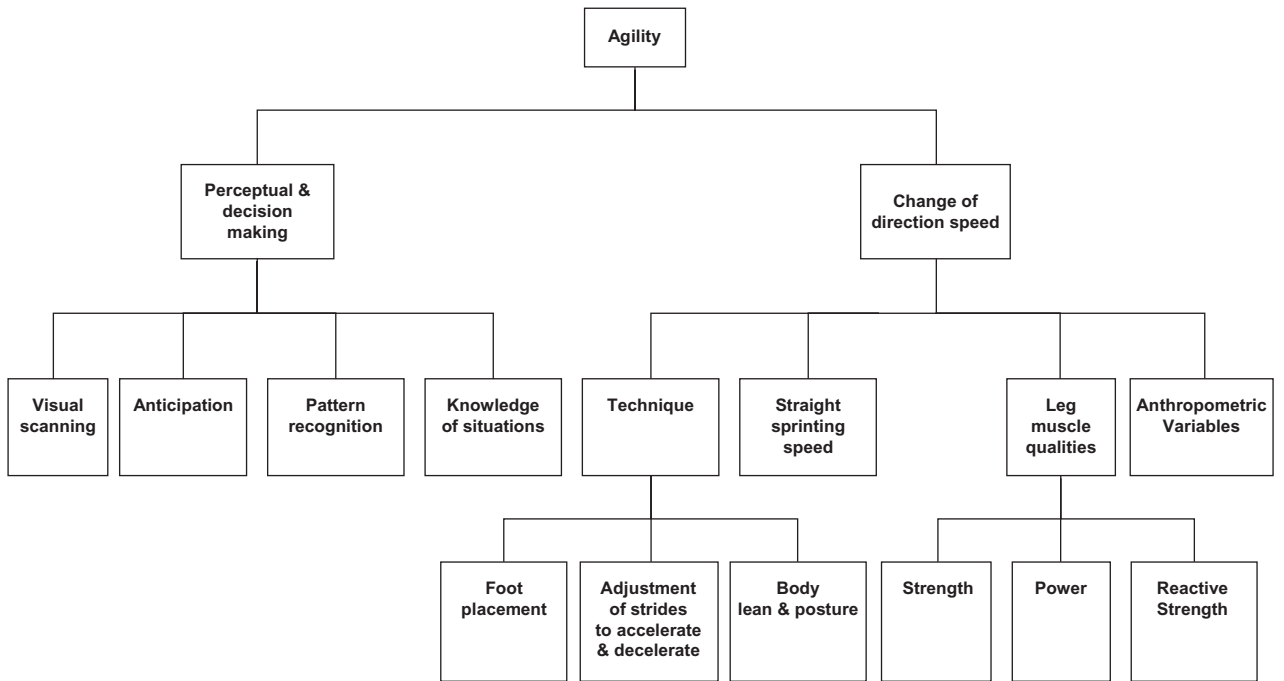 Agility
Perceptual &
decision
making
Change of
direction speed
Visual
scanning
Anticipation
Pattern
recognition
Knowledge
of situations
Technique
Straight
sprinting
speed
Leg
muscle
qualities
Anthropometric
Variables
Foot
placement
Adjustment
of strides
to accelerate
& decelerate
Body
lean & posture
Strength
Power
Reactive
Strength